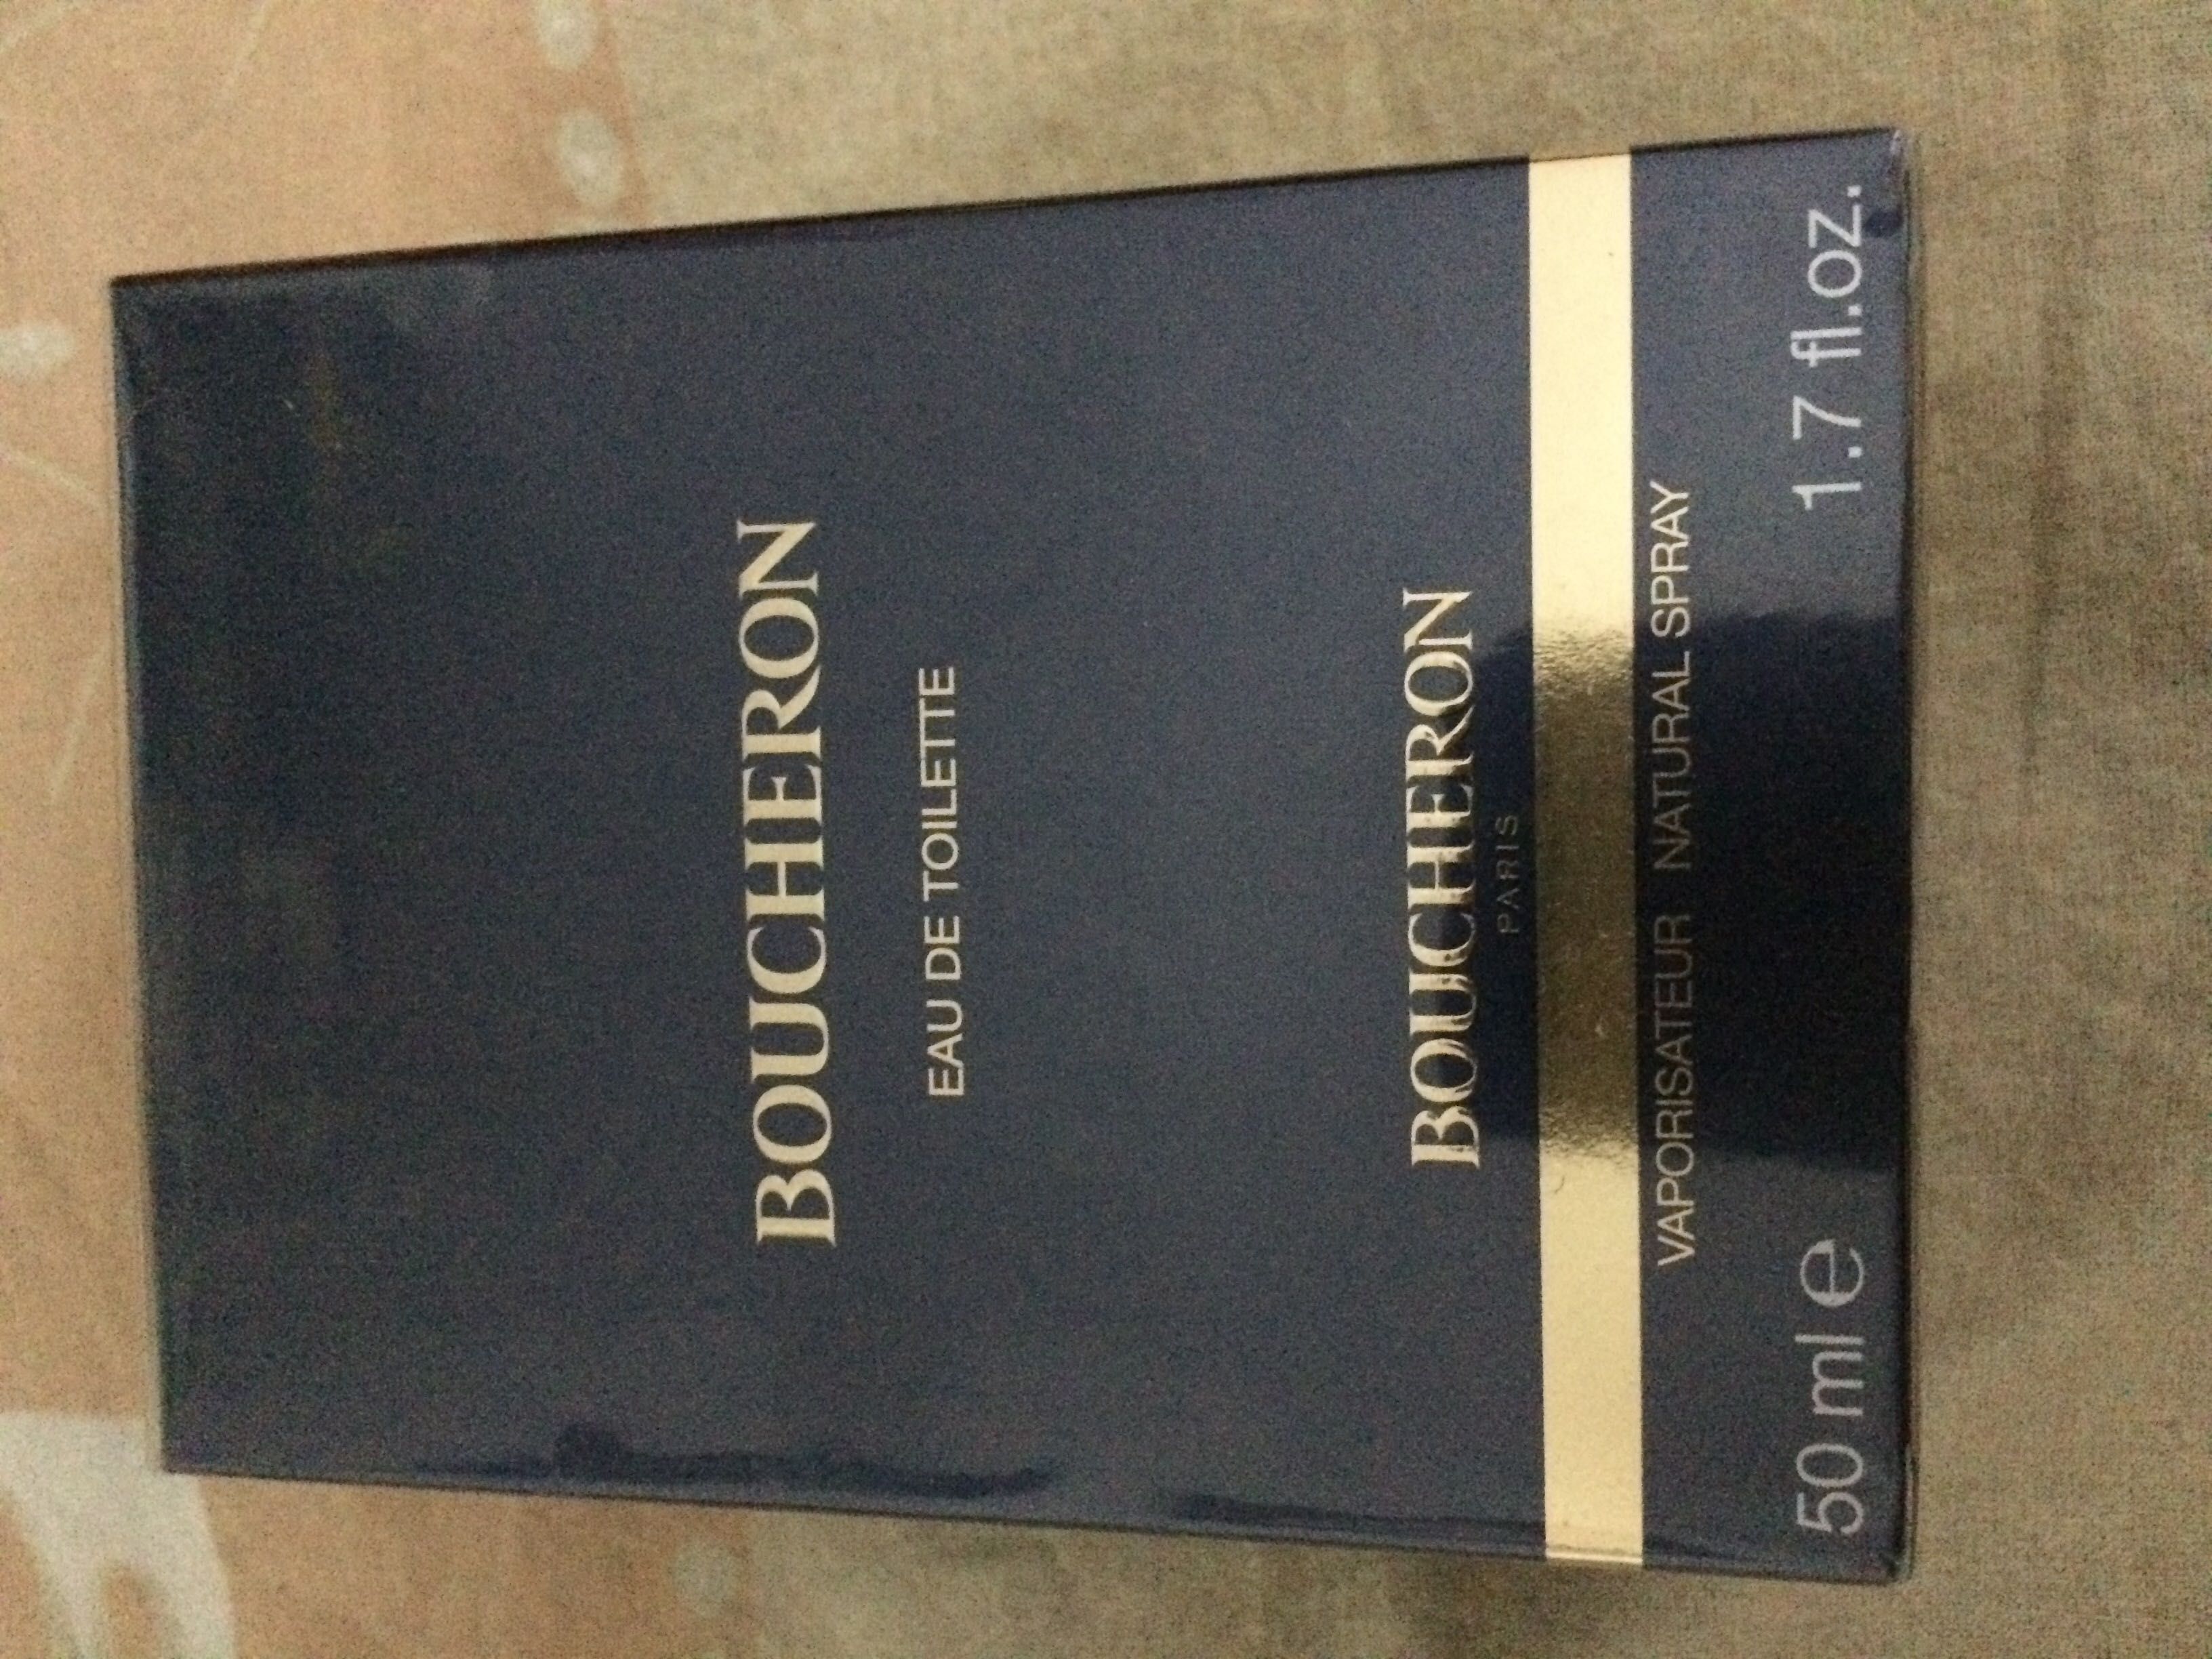 BOUCHERON
EAU DE TOILETTE
BOUCHERON
PARIS
VAPORISATEUR NATURAL SPRAY
50 ml ℮ 1.7 fl.oz.